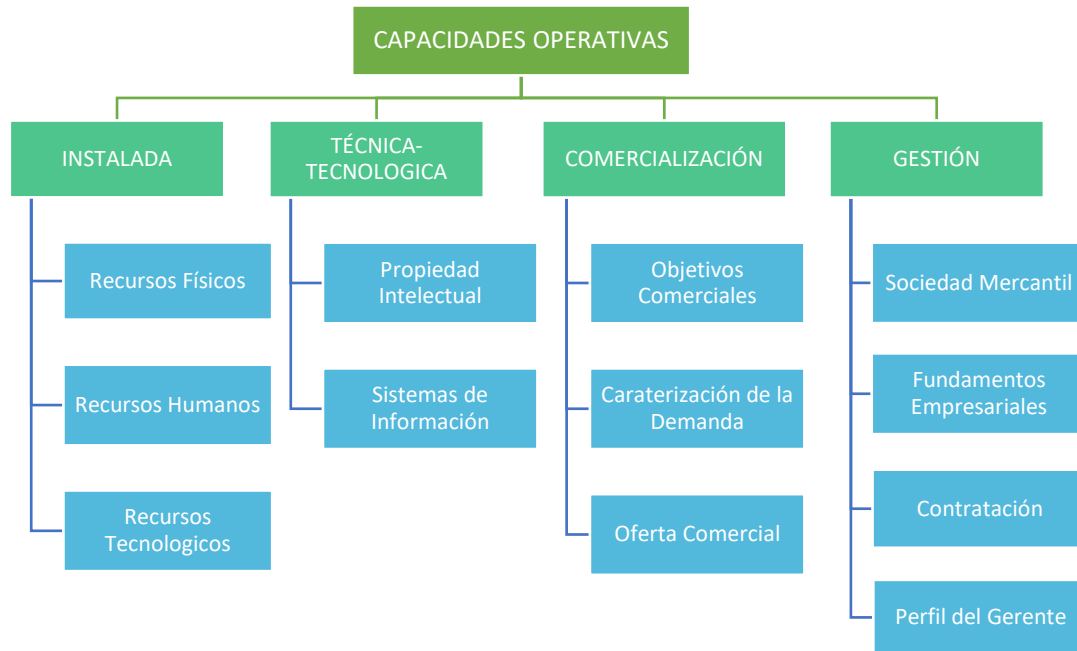 CAPACIDADES OPERATIVAS
INSTALADA
TÉCNICA-
TECNOLOGICA
COMERCIALIZACIÓN
GESTIÓN
Recursos Físicos
Recursos Humanos
Recursos
Tecnologicos
Propiedad
Intelectual
Sistemas de
Información
Objetivos
Comerciales
Caraterización de la
Demanda
Oferta Comercial
Sociedad Mercantil
Fundamentos
Empresariales
Contratación
Perfil del Gerente